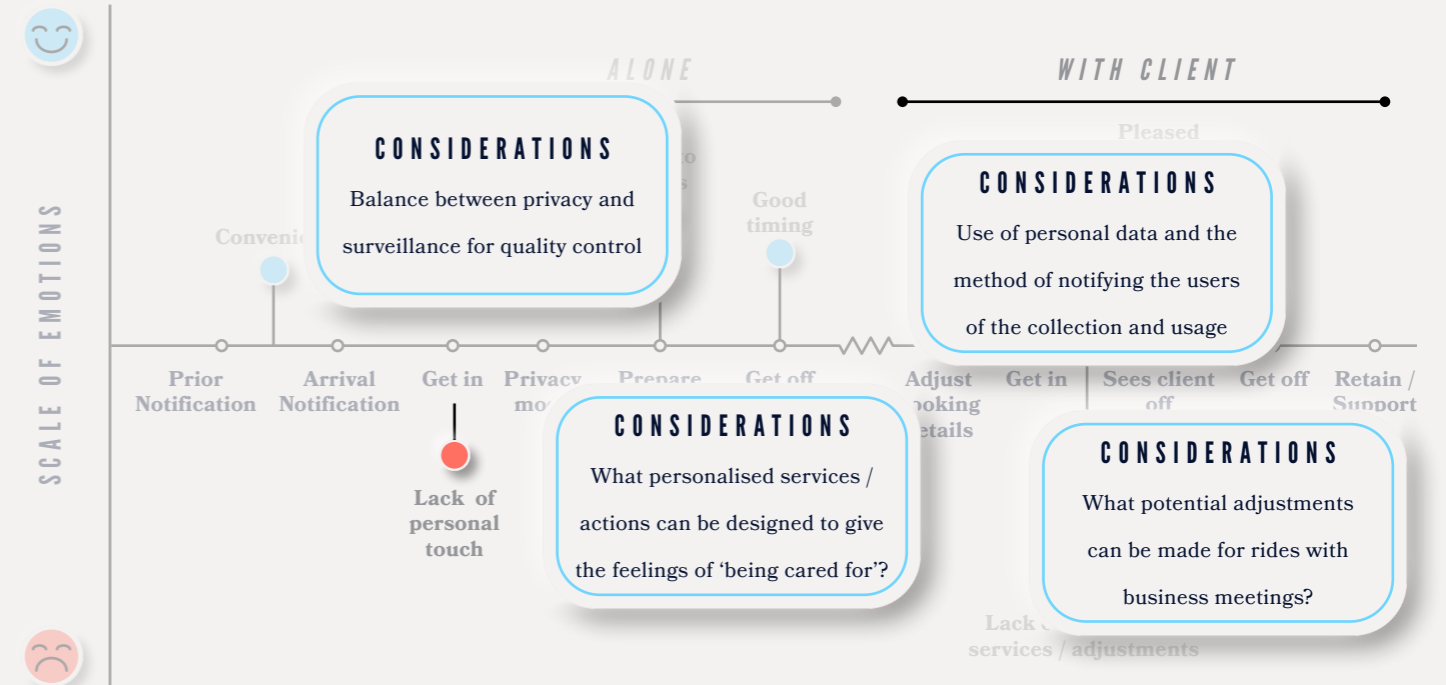 SCALE OF EMOTIONS
ALONE
WITH CLIENT
Pleased
CONSIDERATIONS
Balance between privacy and
surveillance for quality control
Good
timing
CONSIDERATIONS
Use of personal data and the
method of notifying the users
of the collection and usage
Prior
Notification
Arrival
Notification
Get in
Privacy
Prepare
Get off
Adjust
Get in
Sees client
off
Get off
Retain /
Support
Lack of
personal
touch
CONSIDERATIONS
What personalised services /
actions can be designed to give
the feelings of ‘being cared for’?
CONSIDERATIONS
What potential adjustments
can be made for rides with
business meetings?
Lack
services / adjustments